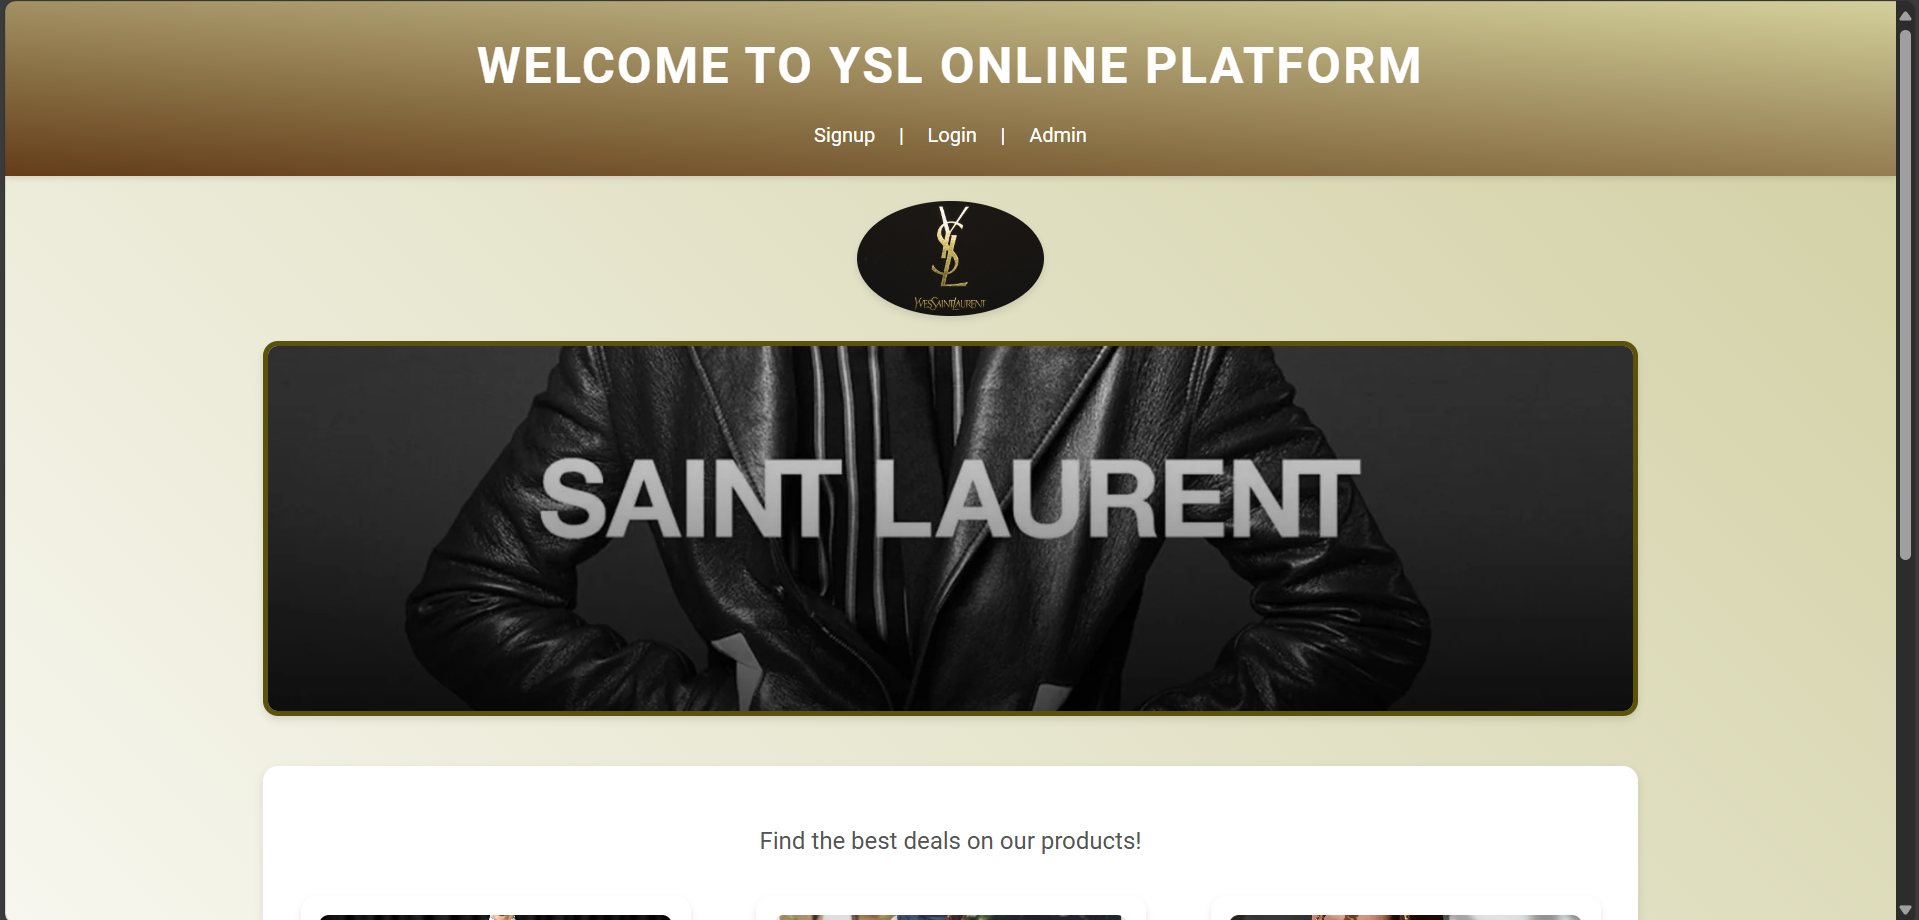 WELCOME TO YSL ONLINE PLATFORM
Signup | Login | Admin
YSL
YVESSAINTLAURENT
SAINT LAURENT
Find the best deals on our products!